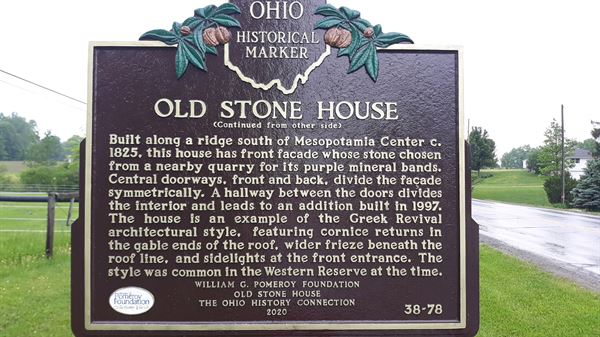 OHIO
HISTORICAL
MARKER
OLD STONE HOUSE
(Continued from other side)
Built along a ridge south of Mesopotamia Center c.
1825, this house has front facade whose stone chosen
from a nearby quarry for its purple mineral bands.
Central doorways, front and back, divide the façade
symmetrically. A hallway between the doors divides
the interior and leads to an addition built in 1997.
The house is an example of the Greek Revival
architectural style, featuring cornice returns in
the gable ends of the roof, wider frieze beneath the
roof line, and sidelights at the front entrance. The
style was common in the Western Reserve at the time.
WILLIAM G. POMEROY FOUNDATION
OLD STONE HOUSE
THE OHIO HISTORY CONNECTION
2020
38-78
Pomeroy
Foundation